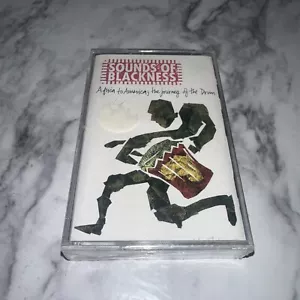 SOUNDS OF
BLACKNESS
Africa to America: the journey of the Drum